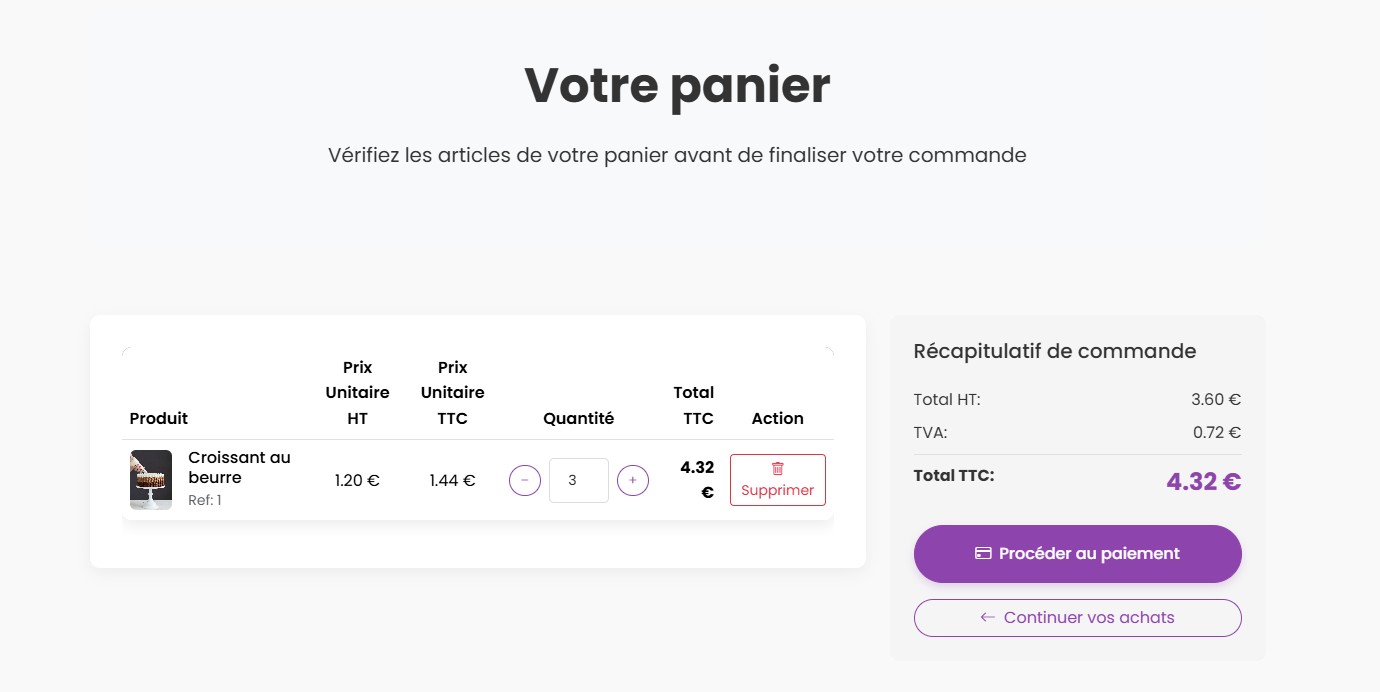 Votre panier
Vérifiez les articles de votre panier avant de finaliser votre commande
Prix
Unitaire
HT
Prix
Unitaire
TTC
Total
TTC
Produit
Quantité
Action
Croissant au
beurre
Ref: 1
1.20 €
1.44 €
−
3
+
4.32
€
Supprimer
Récapitulatif de commande
Total HT: 3.60 €
TVA: 0.72 €
Total TTC: 4.32 €
Procéder au paiement
← Continuer vos achats